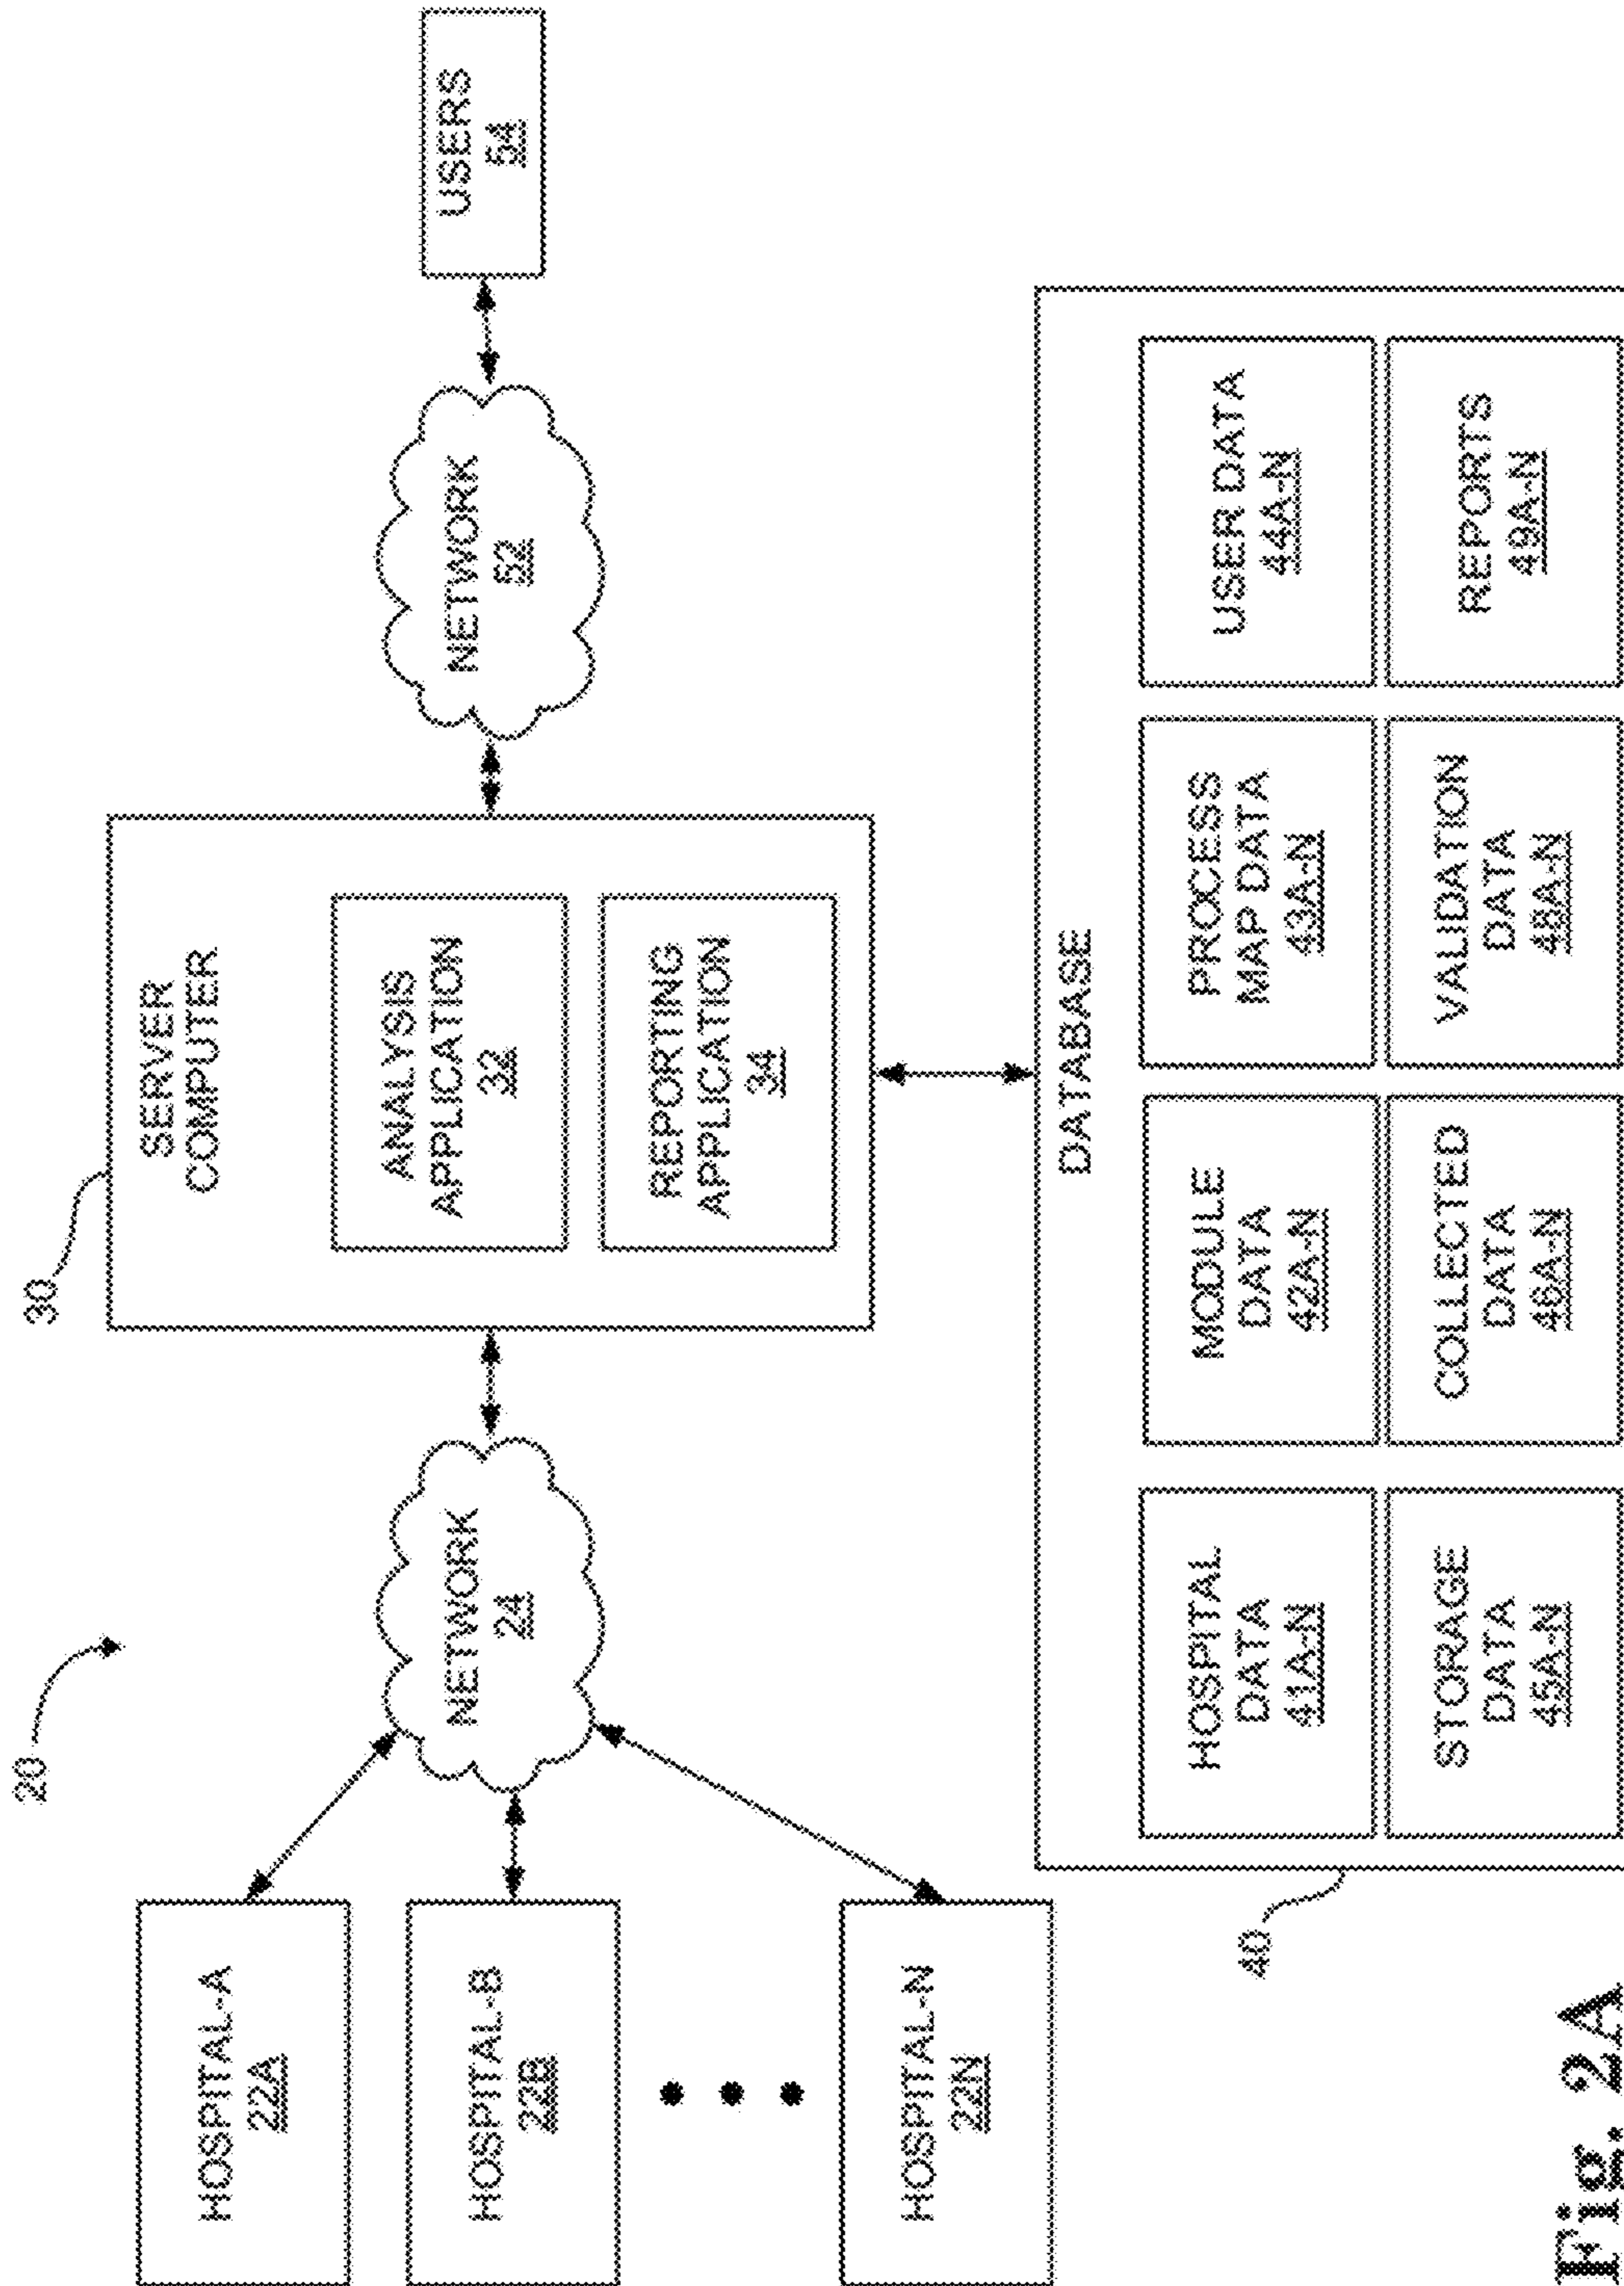 20
30
SERVER
COMPUTER
HOSPITAL-A
22A
HOSPITAL-B
22B
HOSPITAL-N
22N
NETWORK
24
ANALYSIS
APPLICATION
32
REPORTING
APPLICATION
34
NETWORK
52
USERS
54
DATABASE
40
HOSPITAL
DATA
41A-N
MODULE
DATA
42A-N
PROCESS
MAP DATA
43A-N
USER DATA
44A-N
STORAGE
DATA
45A-N
COLLECTED
DATA
46A-N
VALIDATION
DATA
48A-N
REPORTS
49A-N
Fig. 2A